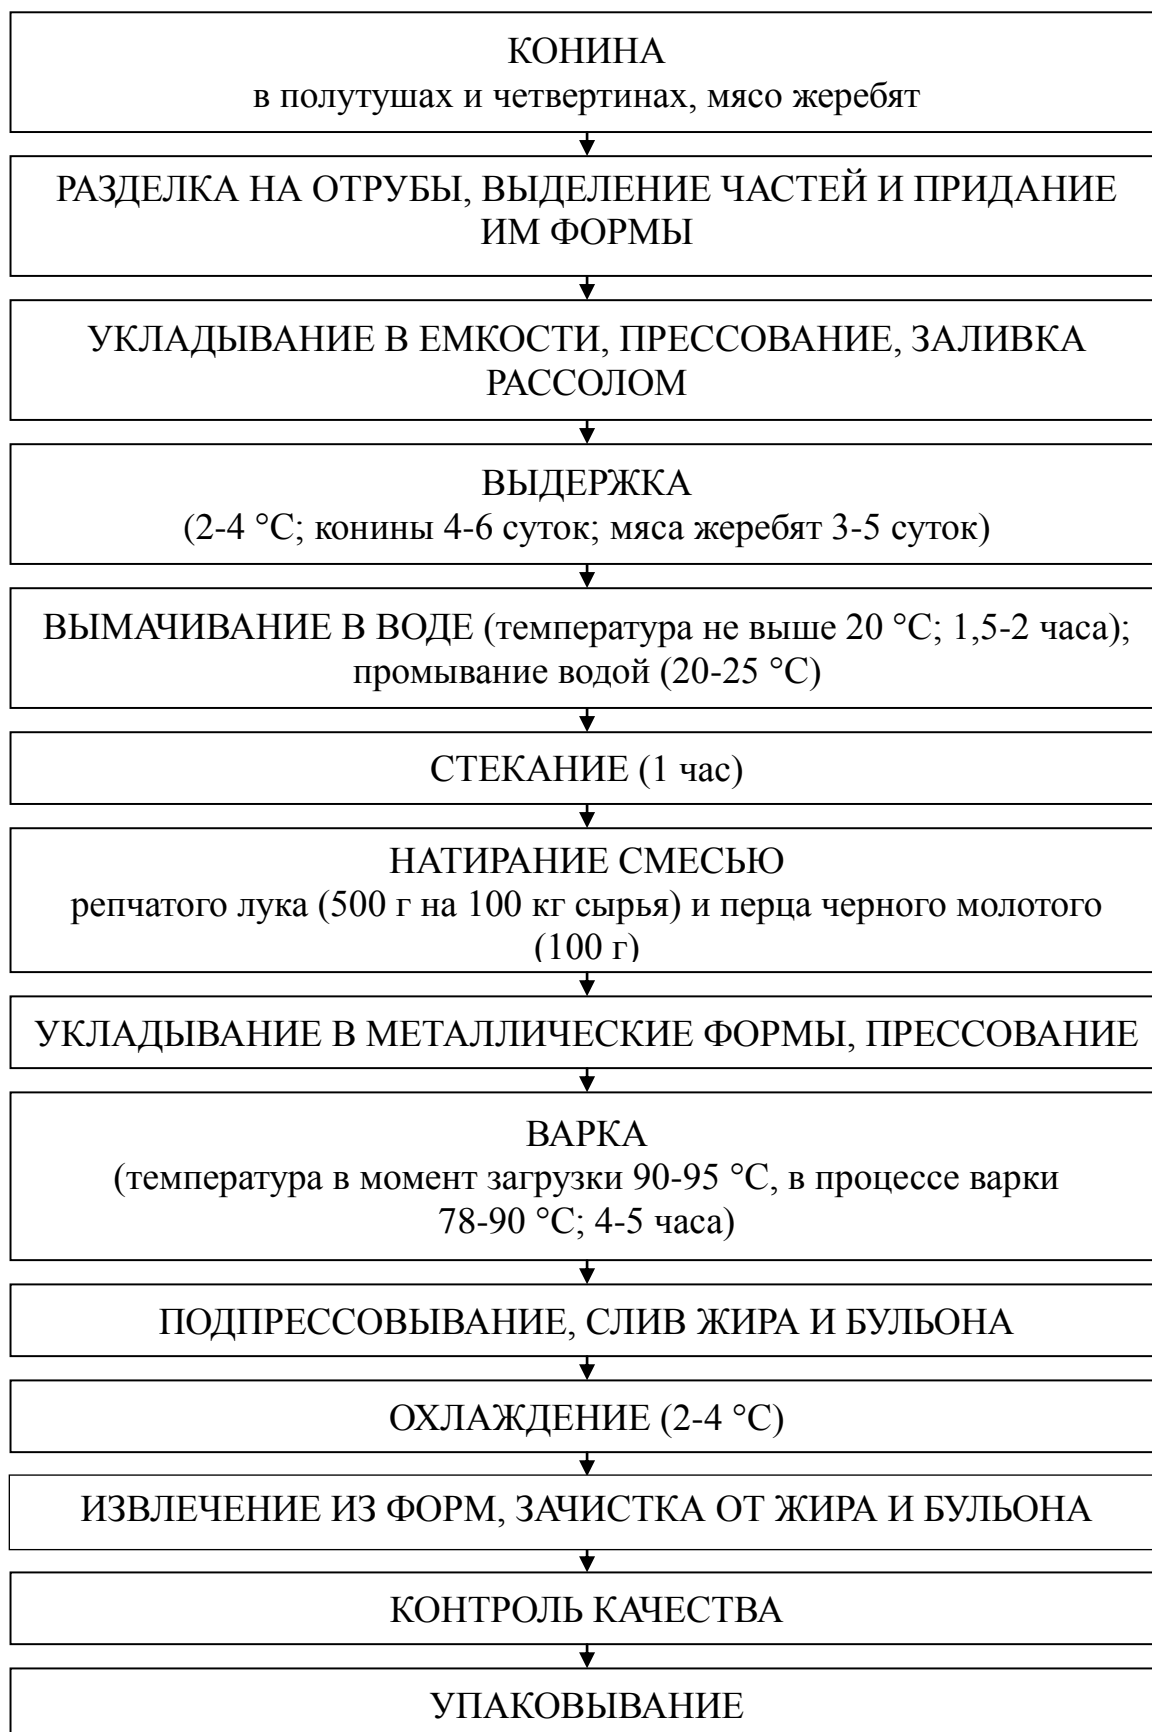 КОНИНА
в полутушах и четвертинах, мясо жеребят
РАЗДЕЛКА НА ОТРУБЫ, ВЫДЕЛЕНИЕ ЧАСТЕЙ И ПРИДАНИЕ
ИМ ФОРМЫ
УКЛАДЫВАНИЕ В ЕМКОСТИ, ПРЕССОВАНИЕ, ЗАЛИВКА
РАССОЛОМ
ВЫДЕРЖКА
(2-4 °С; конины 4-6 суток; мяса жеребят 3-5 суток)
ВЫМАЧИВАНИЕ В ВОДЕ (температура не выше 20 °С; 1,5-2 часа);
промывание водой (20-25 °С)
СТЕКАНИЕ (1 час)
НАТИРАНИЕ СМЕСЬЮ
репчатого лука (500 г на 100 кг сырья) и перца черного молотого
(100 г)
УКЛАДЫВАНИЕ В МЕТАЛЛИЧЕСКИЕ ФОРМЫ, ПРЕССОВАНИЕ
ВАРКА
(температура в момент загрузки 90-95 °С, в процессе варки
78-90 °С; 4-5 часа)
ПОДПРЕССОВЫВАНИЕ, СЛИВ ЖИРА И БУЛЬОНА
ОХЛАЖДЕНИЕ (2-4 °С)
ИЗВЛЕЧЕНИЕ ИЗ ФОРМ, ЗАЧИСТКА ОТ ЖИРА И БУЛЬОНА
КОНТРОЛЬ КАЧЕСТВА
УПАКОВЫВАНИЕ